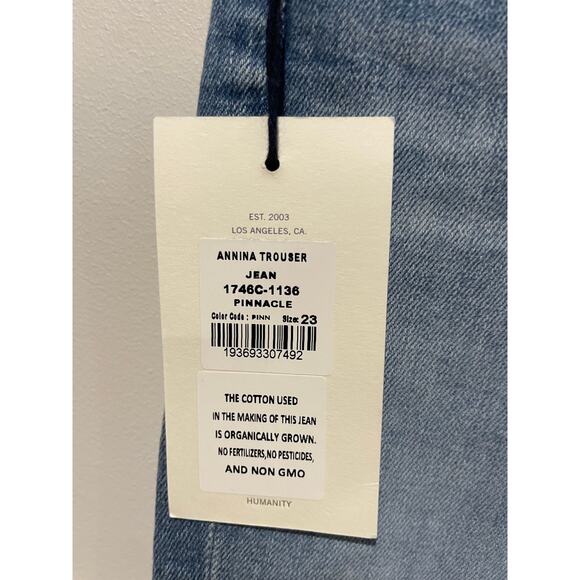 EST. 2003
LOS ANGELES, CA.
ANNINA TROUSER
JEAN
1746C-1136
PINNACLE
Color Code : PINN Size: 23
193693307492
THE COTTON USED
IN THE MAKING OF THIS JEAN
IS ORGANICALLY GROWN.
NO FERTILIZERS,NO PESTICIDES,
AND NON GMO
HUMANITY